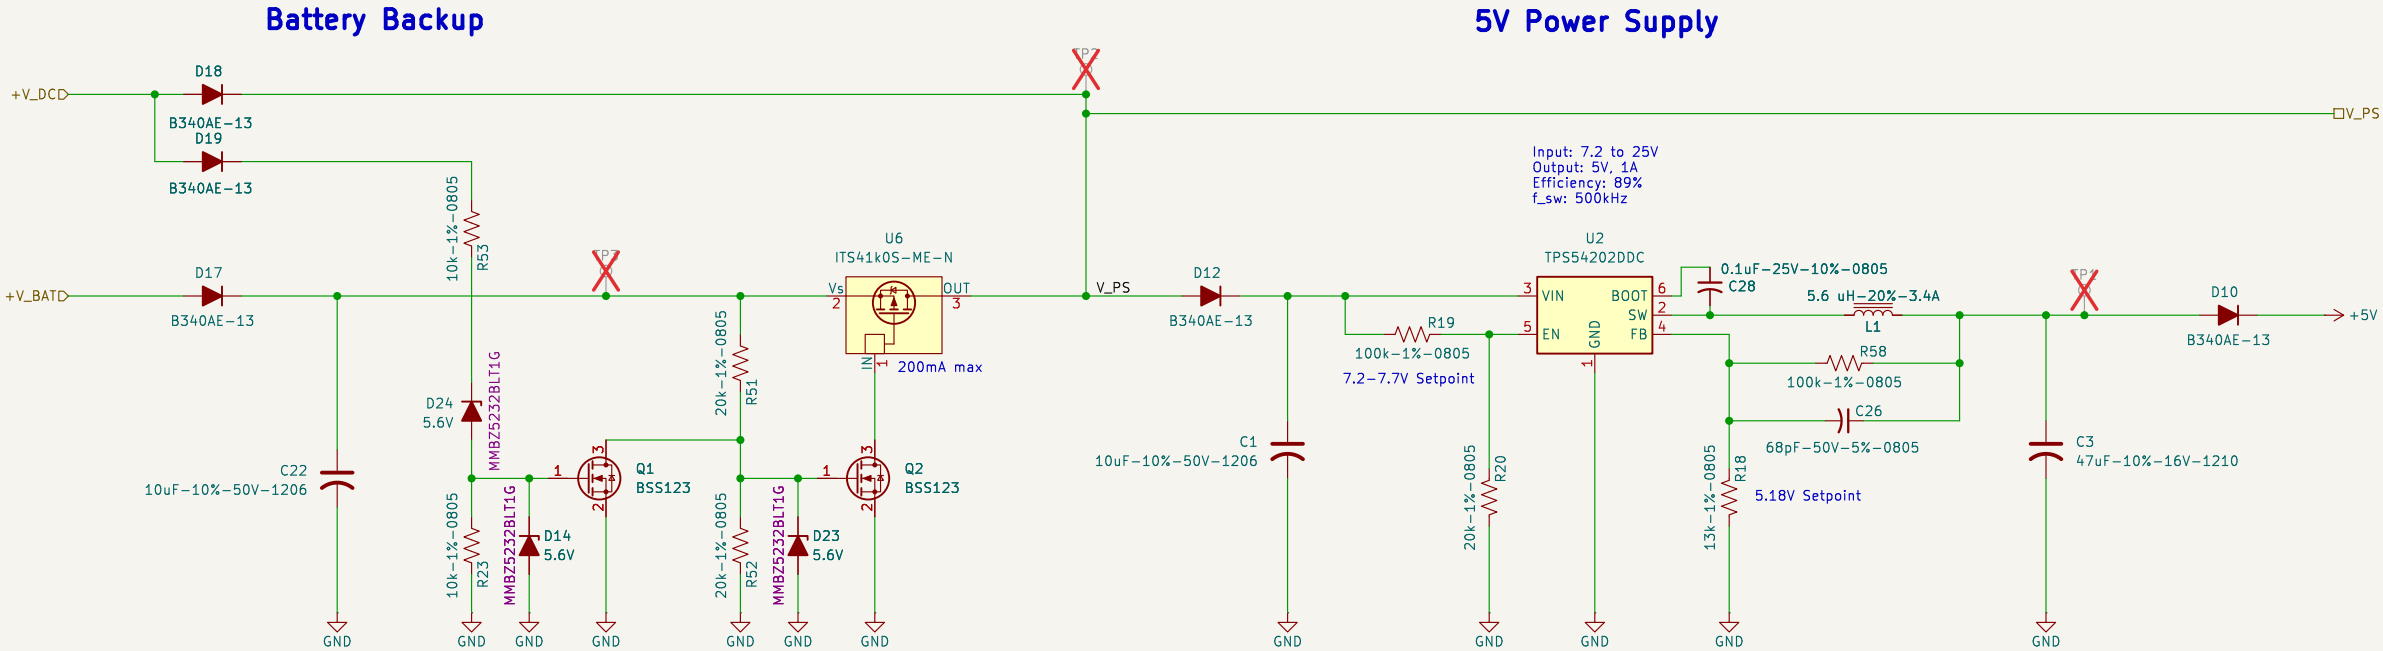 Battery Backup
5V Power Supply
TP2
+V_DC
D18
B340AE-13
D19
B340AE-13
V_PS
Input: 7.2 to 25V
Output: 5V, 1A
Efficiency: 89%
f_sw: 500kHz
10k-1%-0805
R53
+V_BAT
D17
B340AE-13
TP3
U6
ITS41k0S-ME-N
Vs
2
OUT
3
IN
1
200mA max
V_PS
D12
B340AE-13
U2
TPS54202DDC
3
VIN
5
EN
GND
1
BOOT
6
SW
2
FB
4
0.1uF-25V-10%-0805
C28
5.6 uH-20%-3.4A
L1
TP1
D10
B340AE-13
+5V
R19
100k-1%-0805
7.2-7.7V Setpoint
R58
100k-1%-0805
C26
68pF-50V-5%-0805
20k-1%-0805
R51
D24
5.6V
MMBZ5232BLT1G
C22
10uF-10%-50V-1206
1
3
2
Q1
BSS123
1
3
2
Q2
BSS123
C1
10uF-10%-50V-1206
20k-1%-0805
R20
13k-1%-0805
R18
5.18V Setpoint
C3
47uF-10%-16V-1210
10k-1%-0805
R23
MMBZ5232BLT1G
D14
5.6V
20k-1%-0805
R52
MMBZ5232BLT1G
D23
5.6V
GND
GND
GND
GND
GND
GND
GND
GND
GND
GND
GND
GND